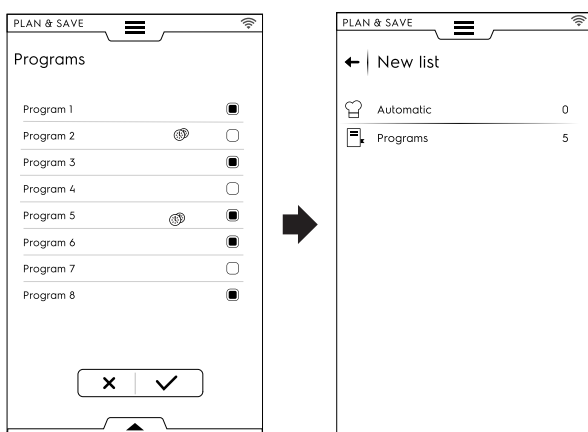 PLAN & SAVE
Programs
Program 1
Program 2
Program 3
Program 4
Program 5
Program 6
Program 7
Program 8
PLAN & SAVE
New list
Automatic 0
Programs 5